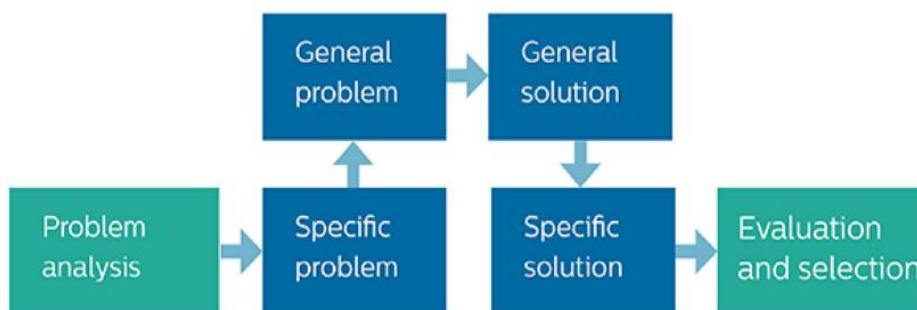 General
problem
General
solution
Problem
analysis
Specific
problem
Specific
solution
Evaluation
and selection